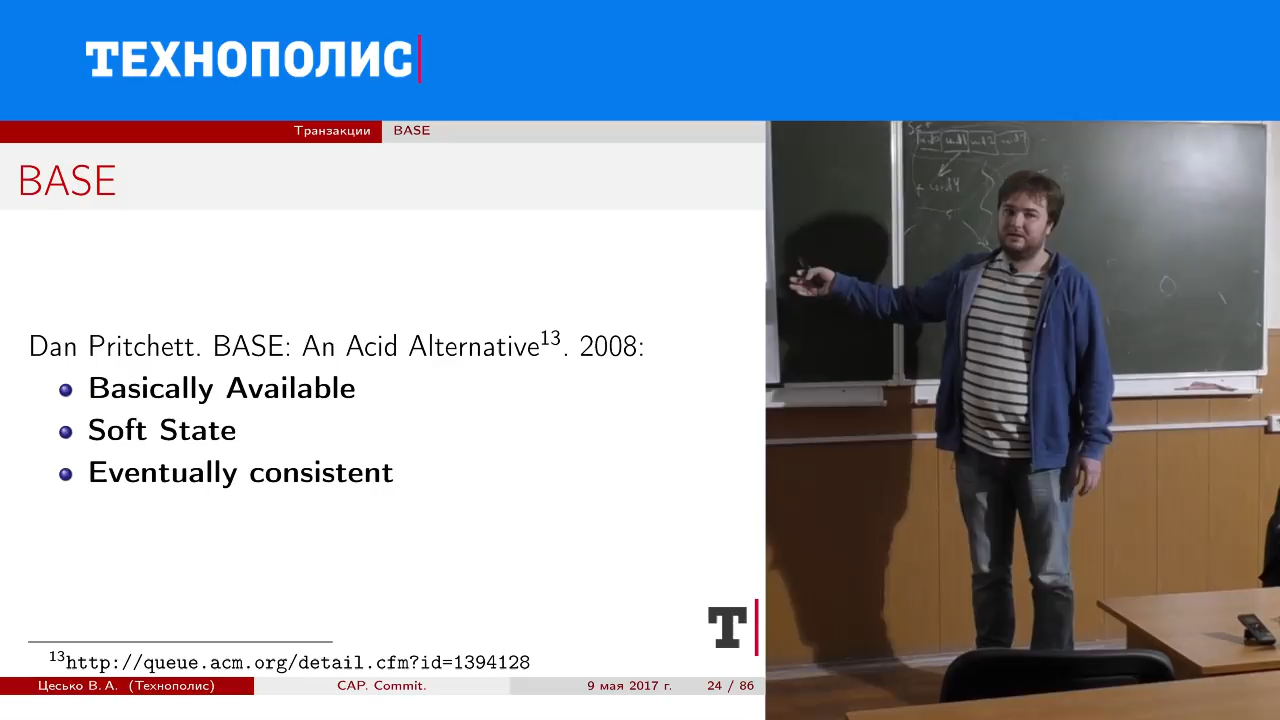 ТЕХНОПОЛИС
Транзакции BASE
BASE
Dan Pritchett. BASE: An Acid Alternative13. 2008:
Basically Available
Soft State
Eventually consistent
T
13http://queue.acm.org/detail.cfm?id=1394128
Цесько В. А. (Технополис) CAP. Commit. 9 мая 2017 г. 24 / 86